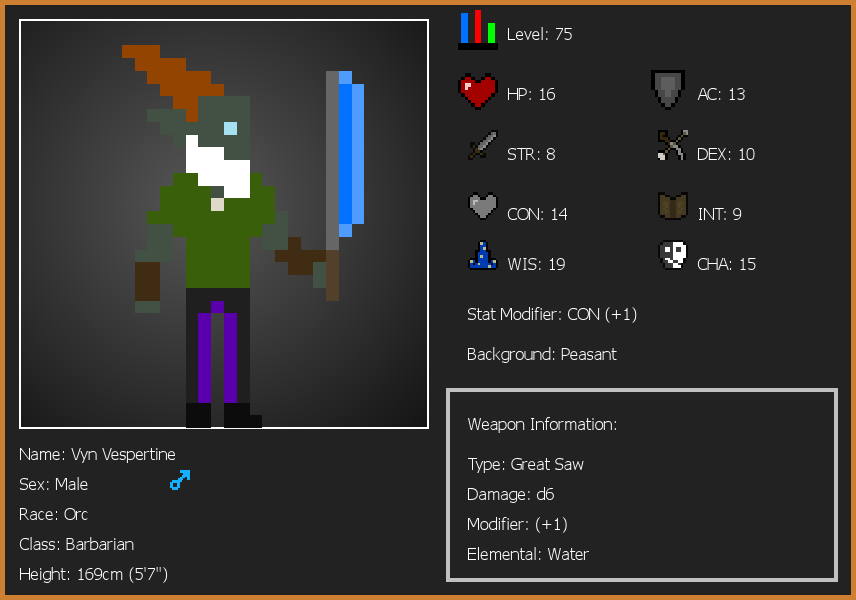 Level: 75
HP: 16
AC: 13
STR: 8
DEX: 10
CON: 14
INT: 9
WIS: 19
CHA: 15
Stat Modifier: CON (+1)
Background: Peasant
Weapon Information:
Type: Great Saw
Damage: d6
Modifier: (+1)
Elemental: Water
Name: Vyn Vespertine
Sex: Male
Race: Orc
Class: Barbarian
Height: 169cm (5'7")